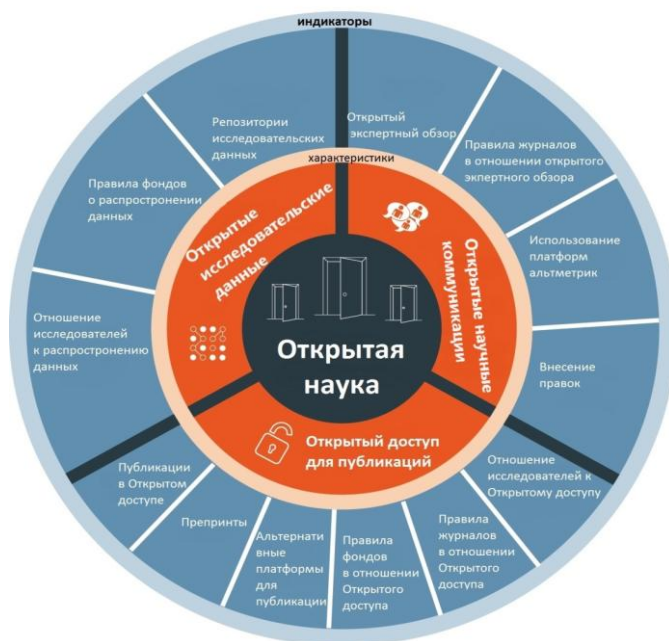 индикаторы
Открытый
экспертный обзор
Правила журналов
в отношении открытого
экпертного обзора
Использование
платформ
альтметрик
Внесение
правок
Отношение
исследователей к
Открытому доступу
Правила
журналов
в отношении
Открытого
доступа
Правила
фондов
в отношении
Открытого
доступа
Альтернати
вные
платформы
для
публикации
Препринты
Публикации
в Открытом
доступе
Отношение
исследователей
к распростронению
данных
Правила фондов
о распростронении
данных
Репозитории
исследовательских
данных
характеристики
Открытые
исследовательские
данные
Открытые научные
коммуникации
Открытый доступ
для публикаций
Открытая
наука